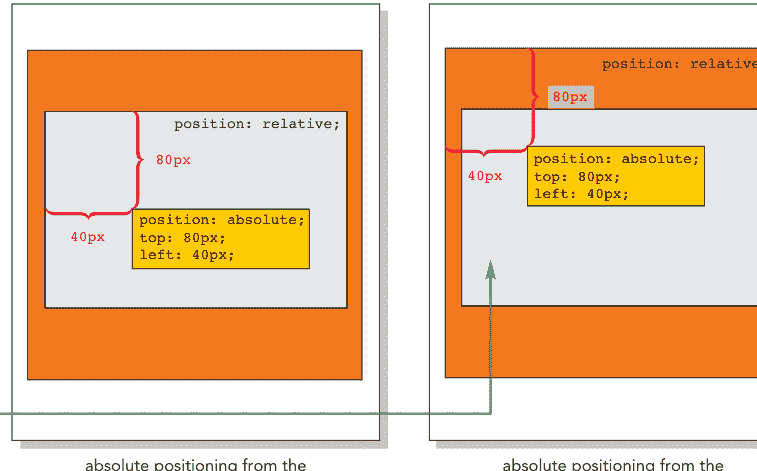 position: relative;
80px
40px
position: absolute;
top: 80px;
left: 40px;
absolute positioning from the
position: relative
80px
40px
position: absolute;
top: 80px;
left: 40px;
absolute positioning from the